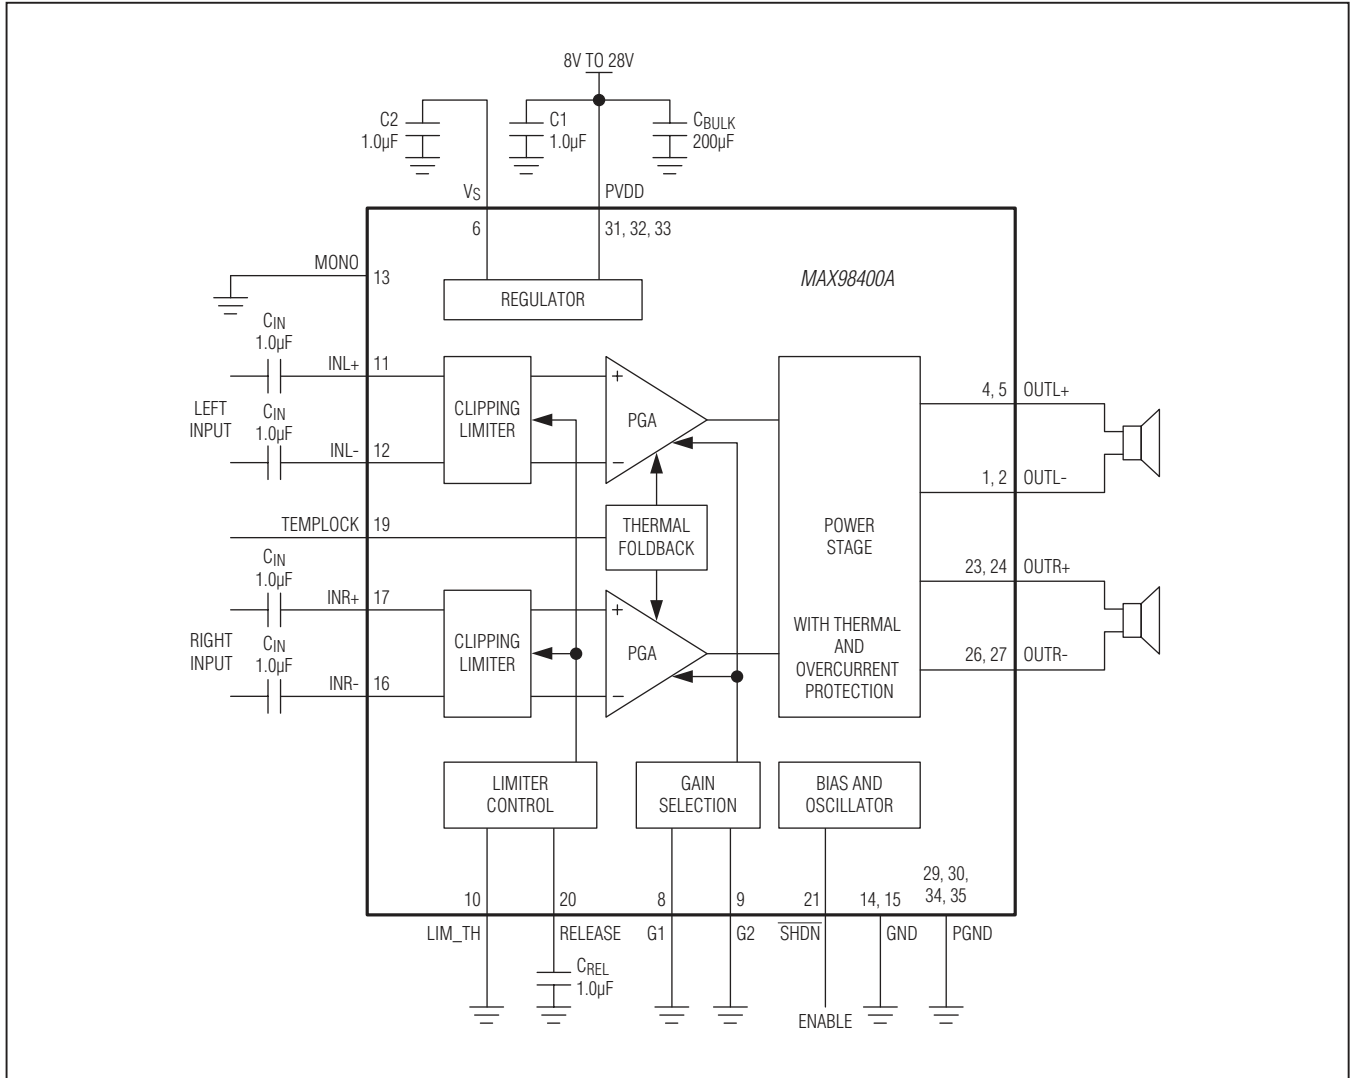 8V TO 28V
C2
1.0µF
C1
1.0µF
CBULK
200µF
VS
PVDD
6
31, 32, 33
MONO
13
MAX98400A
REGULATOR
CIN
1.0µF
INL+
11
LEFT
INPUT
CIN
1.0µF
INL-
12
CLIPPING
LIMITER
+
PGA
−
4, 5
OUTL+
1, 2
OUTL-
TEMPLOCK
19
THERMAL
FOLDBACK
POWER
STAGE
WITH THERMAL
AND
OVERCURRENT
PROTECTION
CIN
1.0µF
INR+
17
RIGHT
INPUT
CIN
1.0µF
INR-
16
CLIPPING
LIMITER
+
PGA
−
23, 24
OUTR+
26, 27
OUTR-
LIMITER
CONTROL
GAIN
SELECTION
BIAS AND
OSCILLATOR
10
20
8
9
21
14, 15
29, 30,
34, 35
LIM_TH
RELEASE
G1
G2
SHDN
GND
PGND
CREL
1.0µF
ENABLE